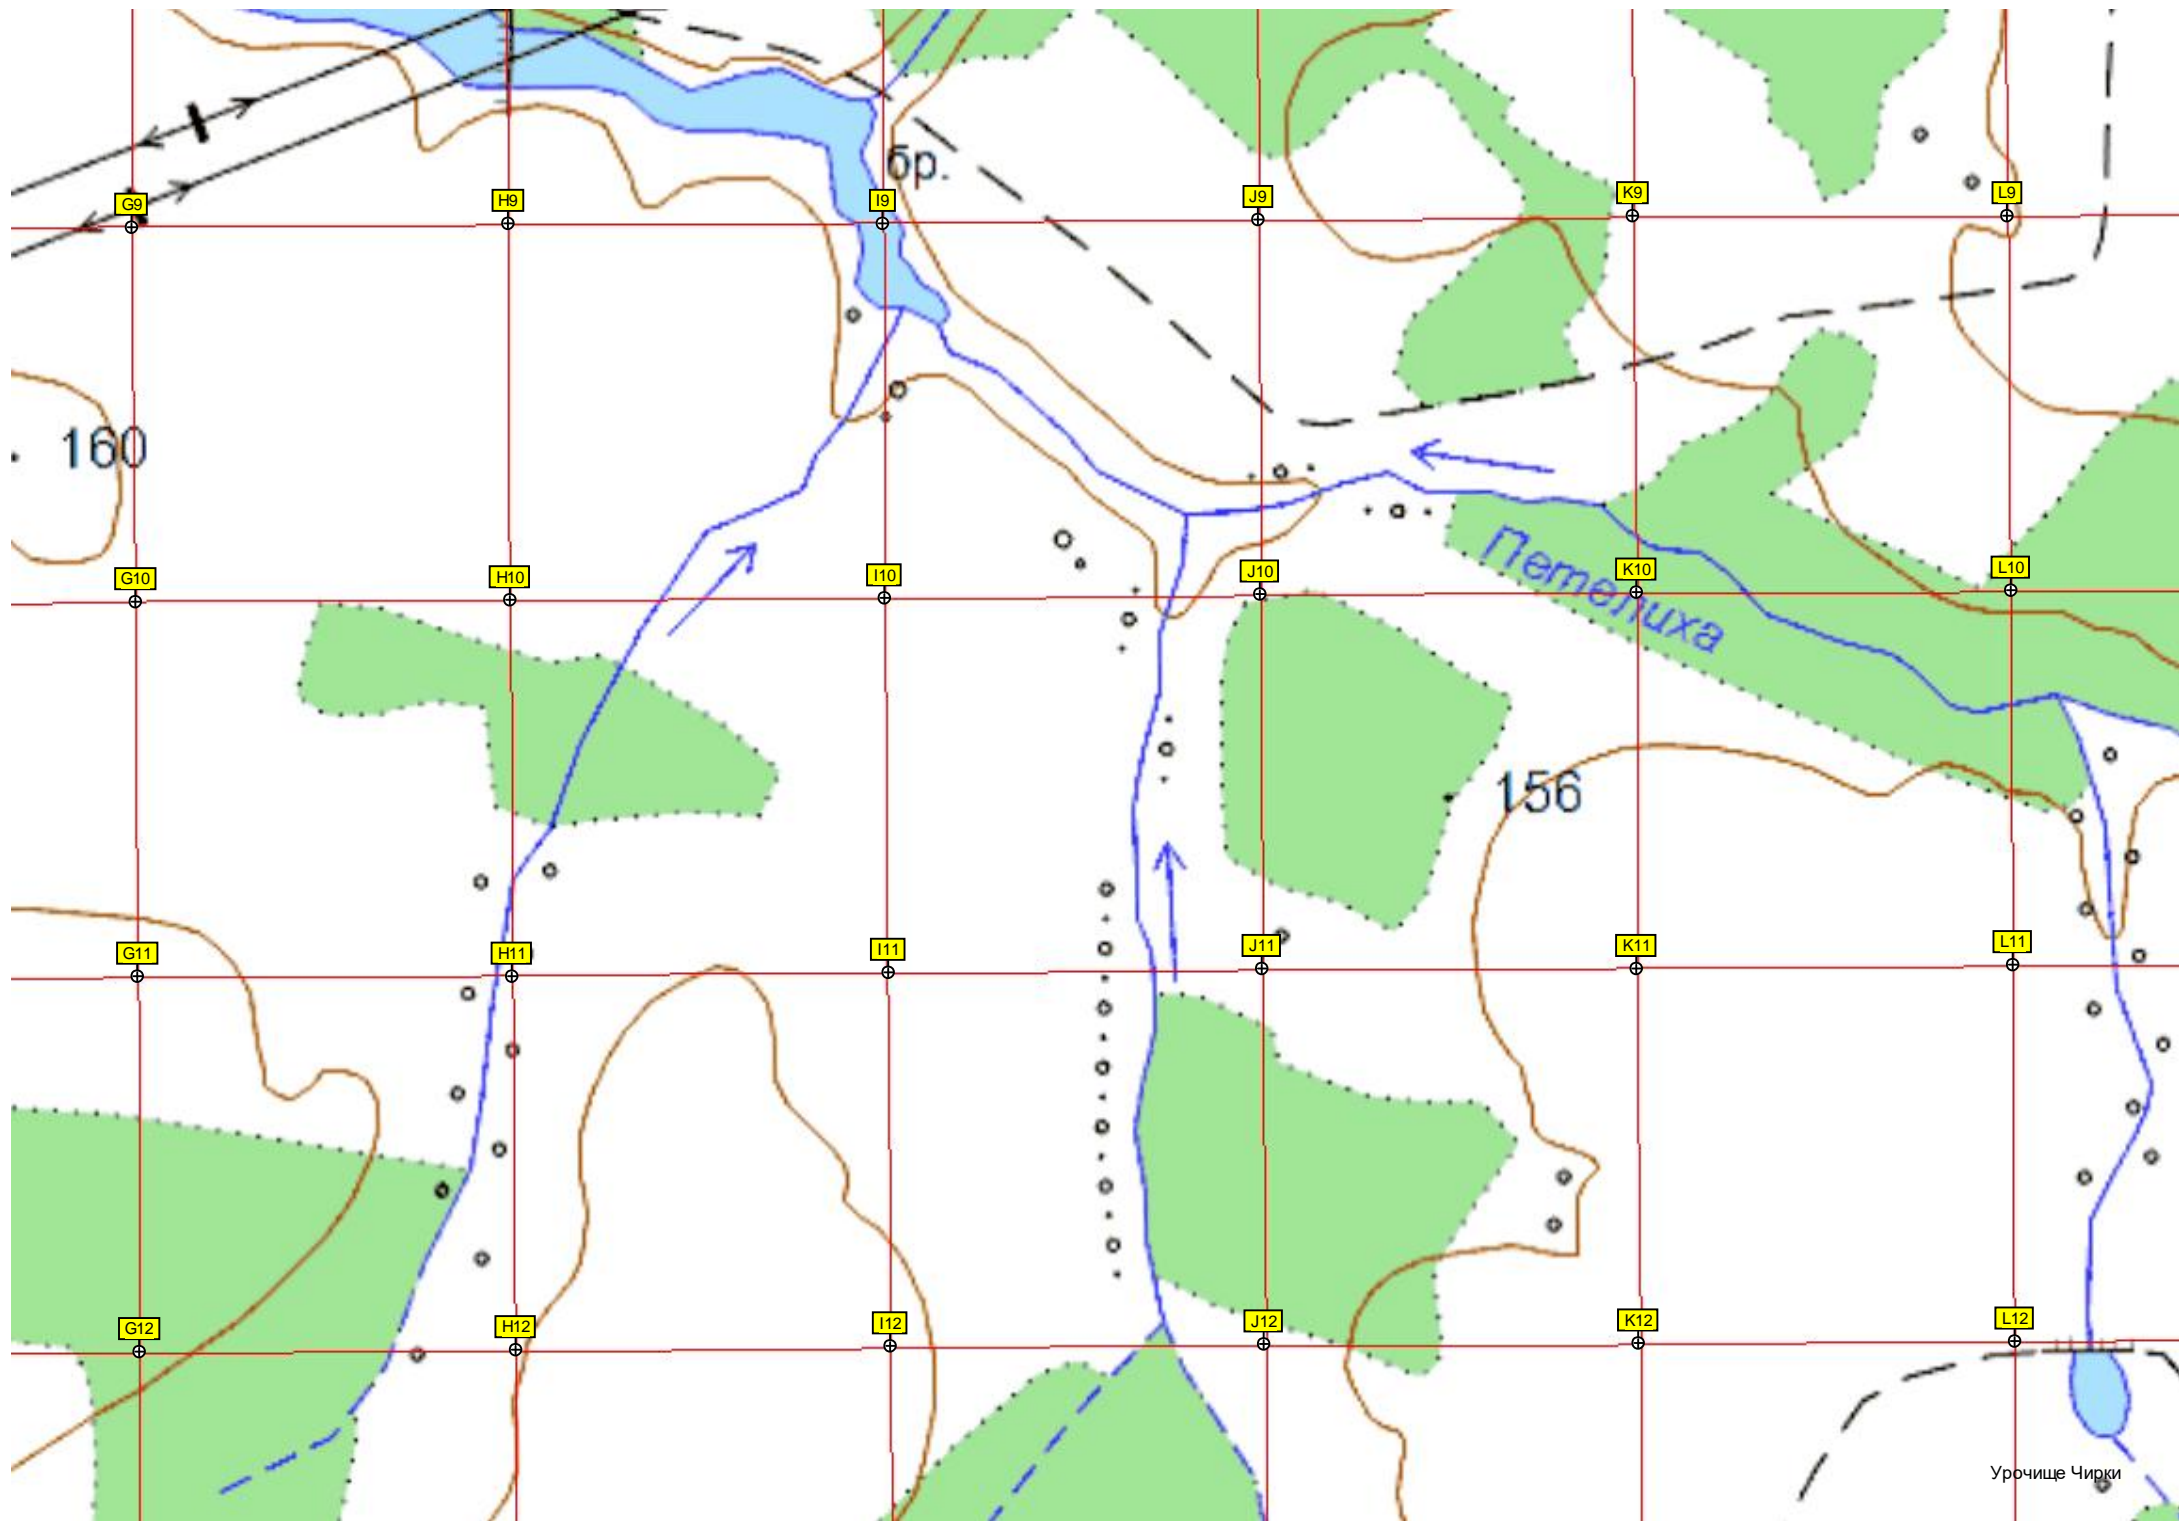 бр.
G9 H9 I9 J9 K9 L9
160
Петелиха
G10 H10 I10 J10 K10 L10
156
G11 H11 I11 J11 K11 L11
G12 H12 I12 J12 K12 L12
Урочище Чирки